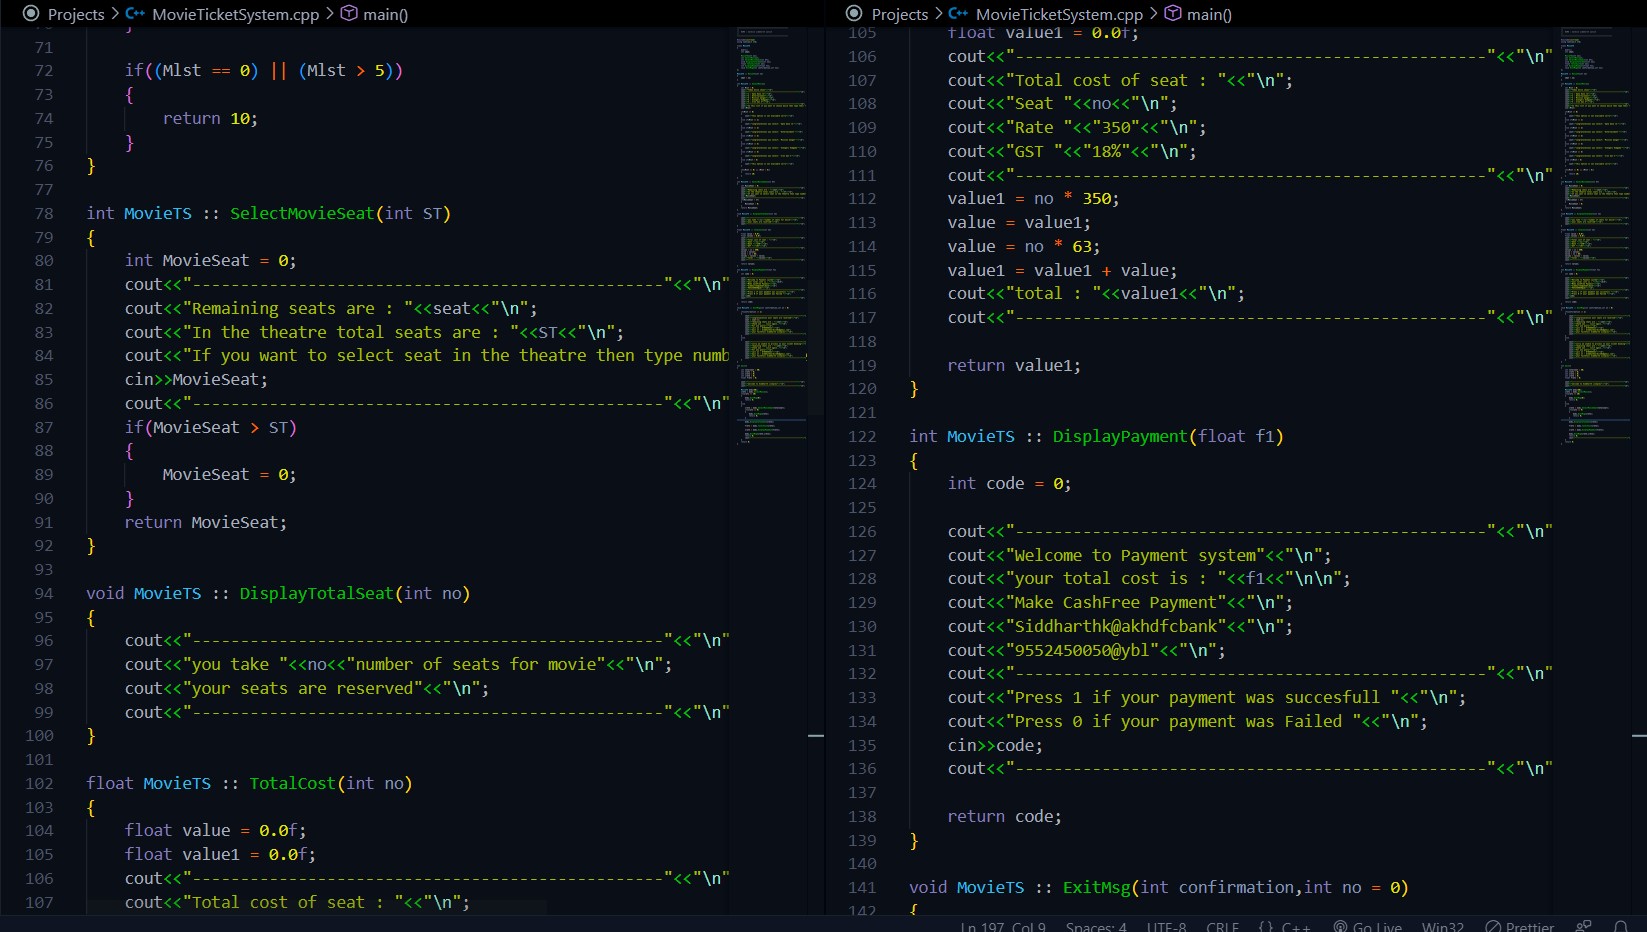 Projects > C++ MovieTicketSystem.cpp > main()
71
72 if((Mlst == 0) || (Mlst > 5))
73 {
74 return 10;
75 }
76 }
77
78 int MovieTS :: SelectMovieSeat(int ST)
79 {
80 int MovieSeat = 0;
81 cout<<"-------------------------------------------------"<<"\n"
82 cout<<"Remaining seats are : "<<seat<<"\n";
83 cout<<"In the theatre total seats are : "<<ST<<"\n";
84 cout<<"If you want to select seat in the theatre then type numb
85 cin>>MovieSeat;
86 cout<<"-------------------------------------------------"<<"\n"
87 if(MovieSeat > ST)
88 {
89 MovieSeat = 0;
90 }
91 return MovieSeat;
92 }
93
94 void MovieTS :: DisplayTotalSeat(int no)
95 {
96 cout<<"-------------------------------------------------"<<"\n"
97 cout<<"you take "<<no<<"number of seats for movie"<<"\n";
98 cout<<"your seats are reserved"<<"\n";
99 cout<<"-------------------------------------------------"<<"\n"
100 }
101
102 float MovieTS :: TotalCost(int no)
103 {
104 float value = 0.0f;
105 float value1 = 0.0f;
106 cout<<"-------------------------------------------------"<<"\n"
107 cout<<"Total cost of seat : "<<"\n";
Projects > C++ MovieTicketSystem.cpp > main()
105 float value1 = 0.0f;
106 cout<<"-------------------------------------------------"<<"\n"
107 cout<<"Total cost of seat : "<<"\n";
108 cout<<"Seat "<<no<<"\n";
109 cout<<"Rate "<<"350"<<"\n";
110 cout<<"GST "<<"18%"<<"\n";
111 cout<<"-------------------------------------------------"<<"\n"
112 value1 = no * 350;
113 value = value1;
114 value = no * 63;
115 value1 = value1 + value;
116 cout<<"total : "<<value1<<"\n";
117 cout<<"-------------------------------------------------"<<"\n"
118
119 return value1;
120 }
121
122 int MovieTS :: DisplayPayment(float f1)
123 {
124 int code = 0;
125
126 cout<<"-------------------------------------------------"<<"\n"
127 cout<<"Welcome to Payment system"<<"\n";
128 cout<<"your total cost is : "<<f1<<"\n\n";
129 cout<<"Make CashFree Payment"<<"\n";
130 cout<<"Siddharthk@akhdfcbank"<<"\n";
131 cout<<"9552450050@ybl"<<"\n";
132 cout<<"-------------------------------------------------"<<"\n"
133 cout<<"Press 1 if your payment was succesfull "<<"\n";
134 cout<<"Press 0 if your payment was Failed "<<"\n";
135 cin>>code;
136 cout<<"-------------------------------------------------"<<"\n"
137
138 return code;
139 }
140
141 void MovieTS :: ExitMsg(int confirmation,int no = 0)
142 {
Ln 197, Col 9 Spaces: 4 UTF-8 CRLF {} C++ Go Live Win32 Prettier